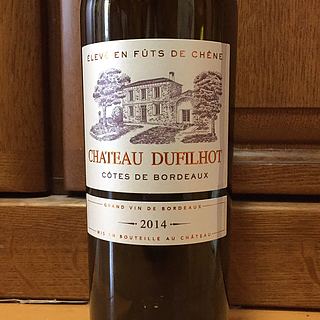 ÉLEVÉ EN FÛTS DE CHÊNE
CHATEAU DUFILHOT
CÔTES DE BORDEAUX
GRAND VIN DE BORDEAUX
2014
MIS EN BOUTEILLE AU CHÂTEAU